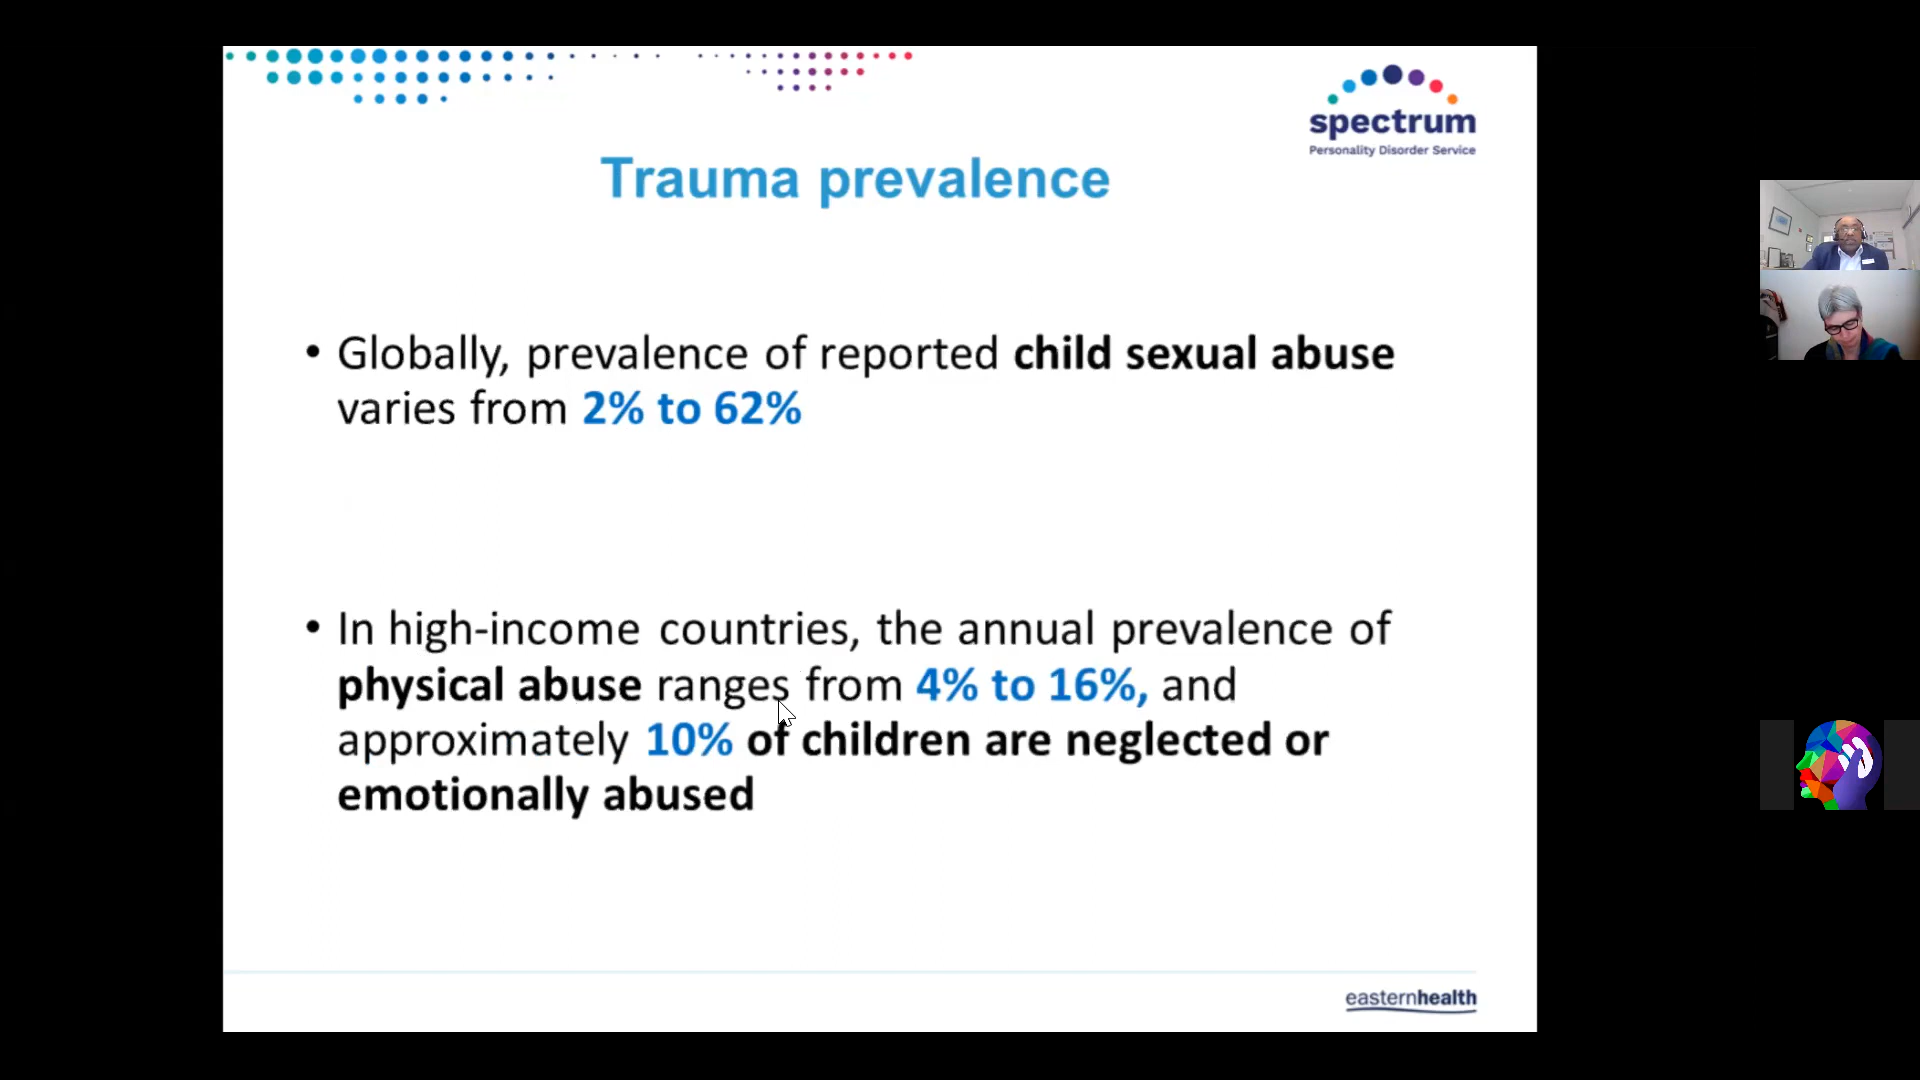 spectrum
Personality Disorder Service
Trauma prevalence
• Globally, prevalence of reported child sexual abuse
varies from 2% to 62%
• In high-income countries, the annual prevalence of
physical abuse ranges from 4% to 16%, and
approximately 10% of children are neglected or
emotionally abused
easternhealth